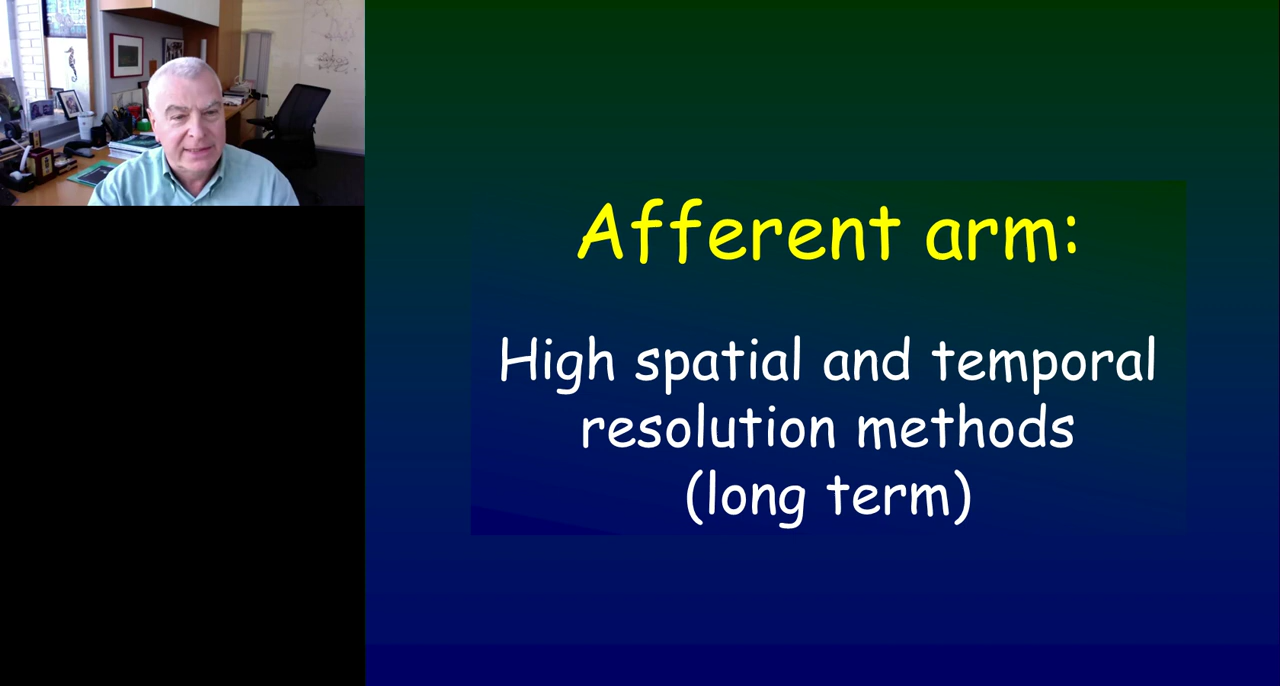 Afferent arm:
High spatial and temporal
resolution methods
(long term)